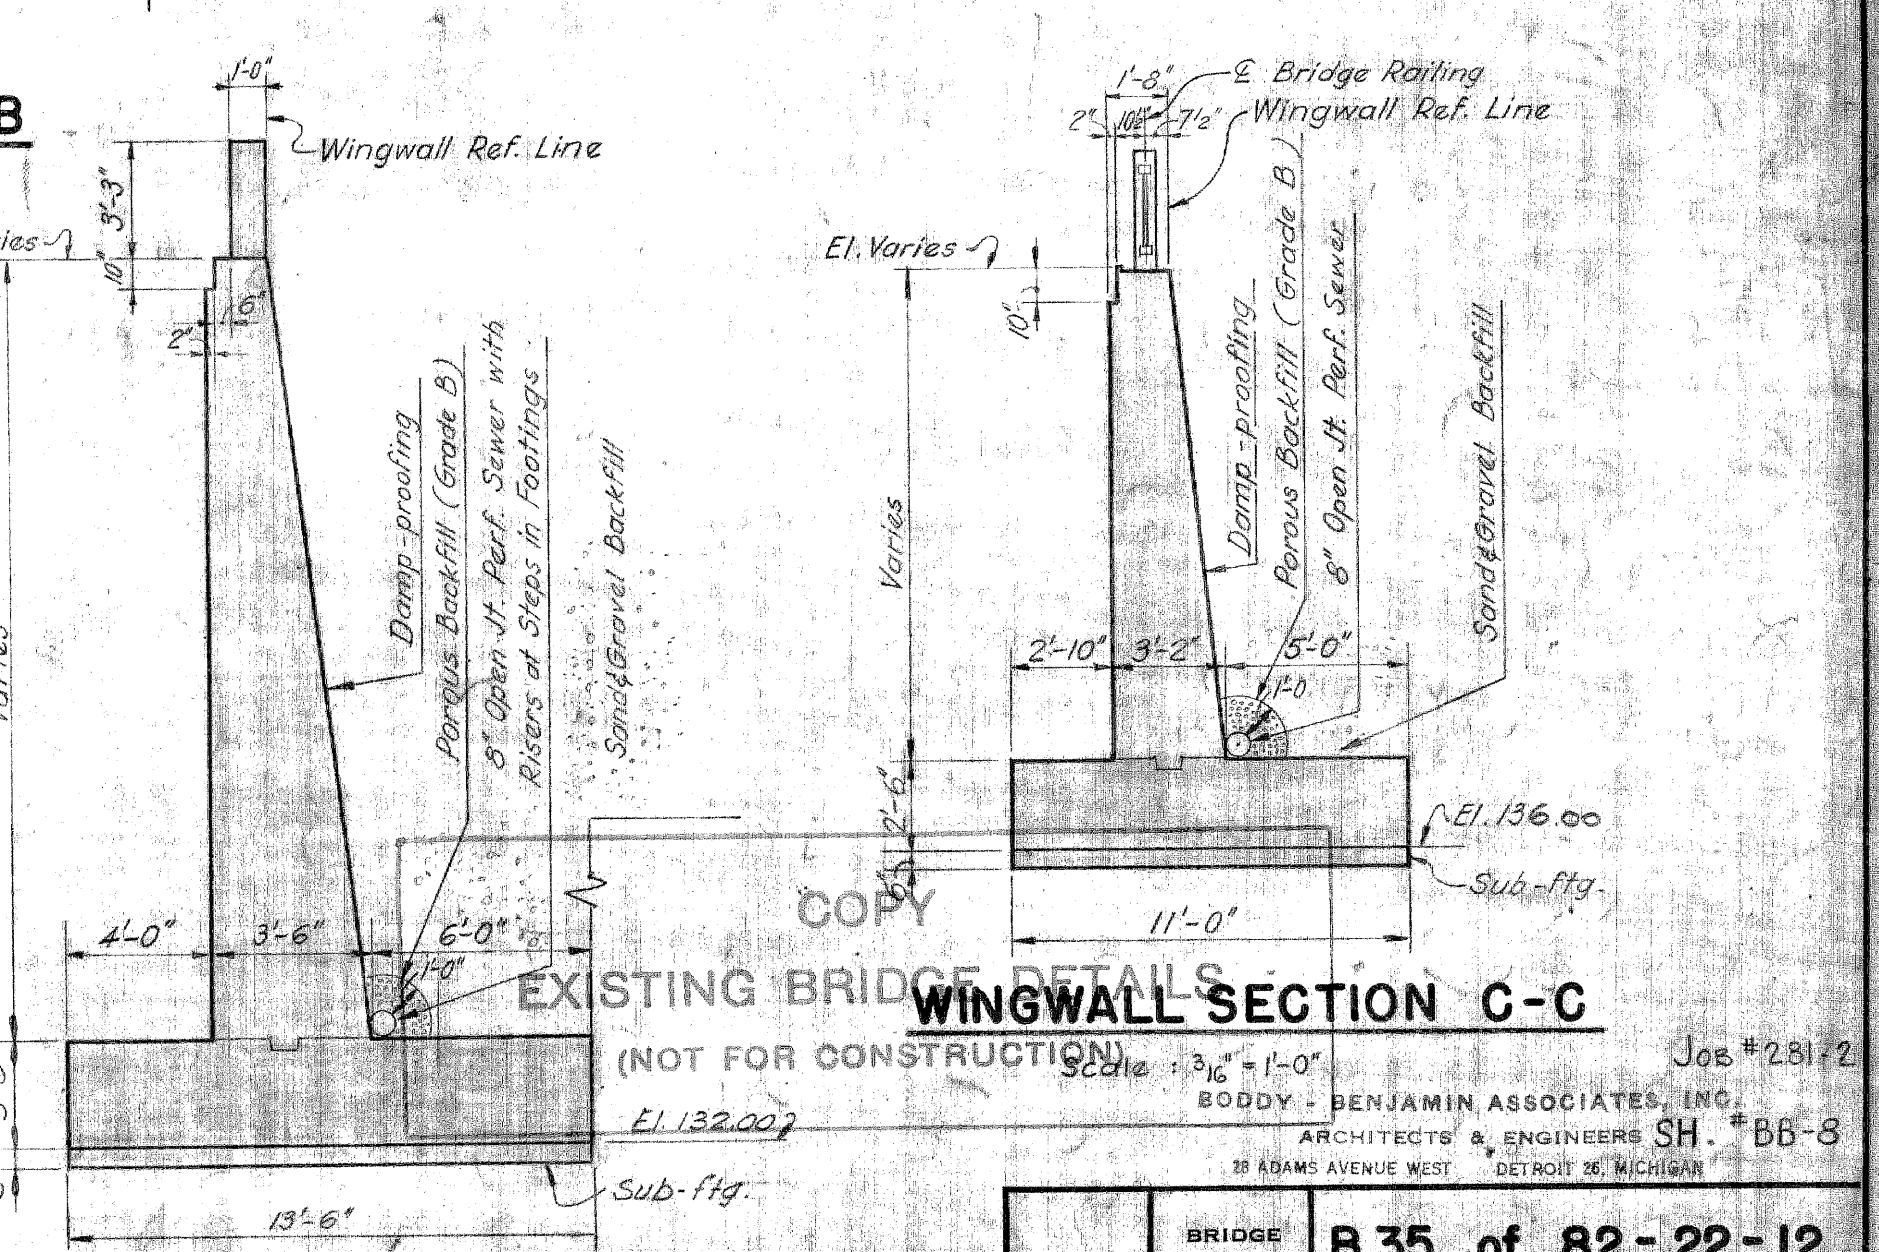 B
1'-0"
Wingwall Ref. Line
3'-3"
10"
6"
2"
Damp-proofing
Porous Backfill (Grade B)
8" Open Jt. Perf. Sewer with
Risers at Steps in Footings
Sand & Gravel Backfill
4'-0"
3'-6"
6'-0"
1'-0"
El. 132.00
Sub-ftg.
13'-6"
1'-8"
℄ Bridge Railing
2"
10½"
7½"
Wingwall Ref. Line
El. Varies
10"
Varies
Damp-proofing
Porous Backfill (Grade B)
8" Open Jt. Perf. Sewer
Sand & Gravel Backfill
2'-10"
3'-2"
5'-0"
1'-0
2'-6"
6"
El. 136.00
Sub-ftg.
11'-0"
COPY
EXISTING BRIDGE DETAILS
(NOT FOR CONSTRUCTION)
WINGWALL SECTION C-C
Scale : 3/16" = 1'-0"
Job #281-2
BODDY - BENJAMIN ASSOCIATES, INC.
ARCHITECTS & ENGINEERS
SH. #BB-8
28 ADAMS AVENUE WEST DETROIT 26, MICHIGAN
BRIDGE
B 35 of 82-22-12